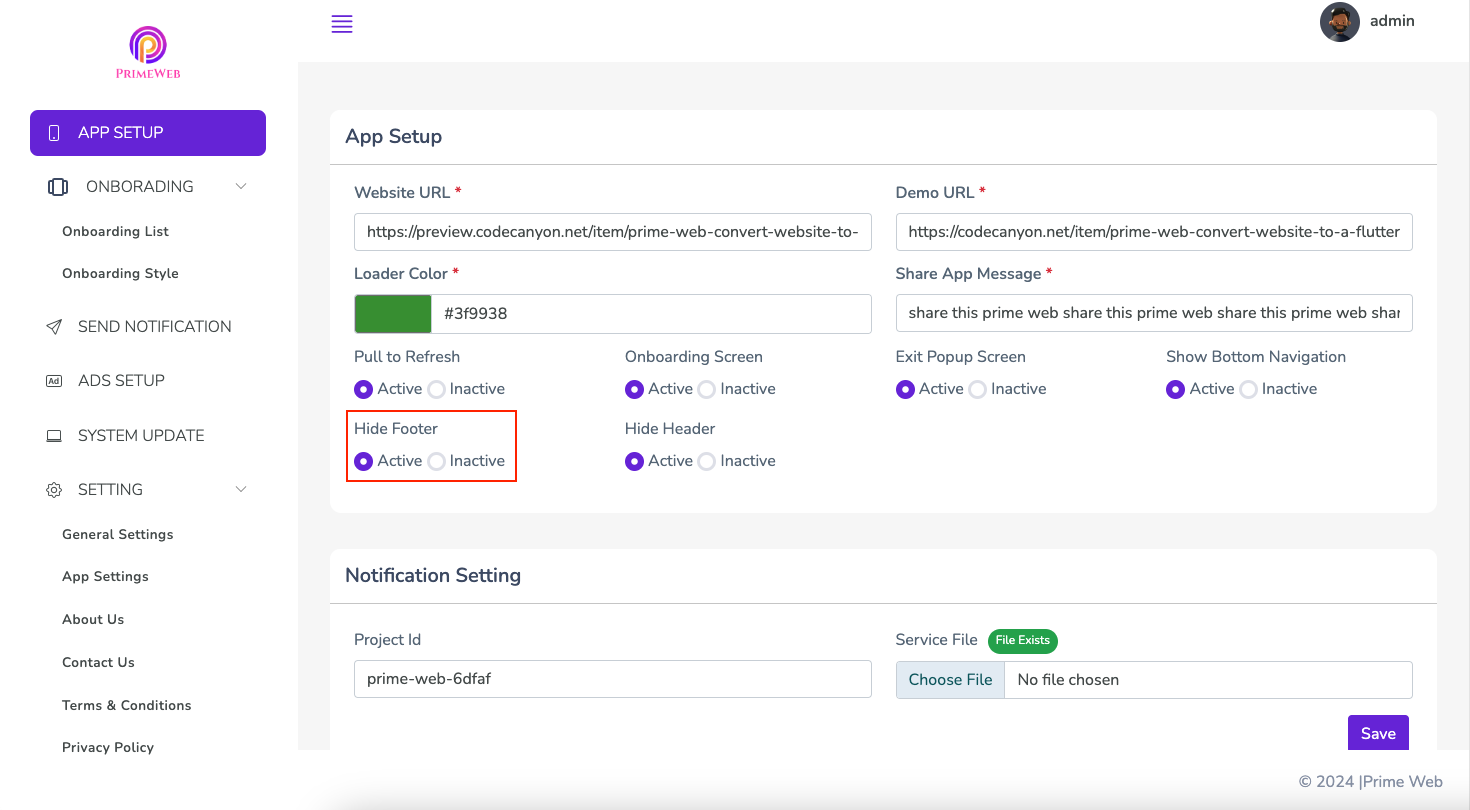 PRIMEWEB
admin
APP SETUP
ONBORADING
Onboarding List
Onboarding Style
SEND NOTIFICATION
Ad
ADS SETUP
SYSTEM UPDATE
SETTING
General Settings
App Settings
About Us
Contact Us
Terms & Conditions
Privacy Policy
App Setup
Website URL * Demo URL *
https://preview.codecanyon.net/item/prime-web-convert-website-to- https://codecanyon.net/item/prime-web-convert-website-to-a-flutter
Loader Color * Share App Message *
#3f9938 share this prime web share this prime web share this prime web shar
Pull to Refresh Onboarding Screen Exit Popup Screen Show Bottom Navigation
Active Inactive Active Inactive Active Inactive Active Inactive
Hide Footer Hide Header
Active Inactive Active Inactive
Notification Setting
Project Id Service File File Exists
prime-web-6dfaf Choose File No file chosen
Save
© 2024 |Prime Web